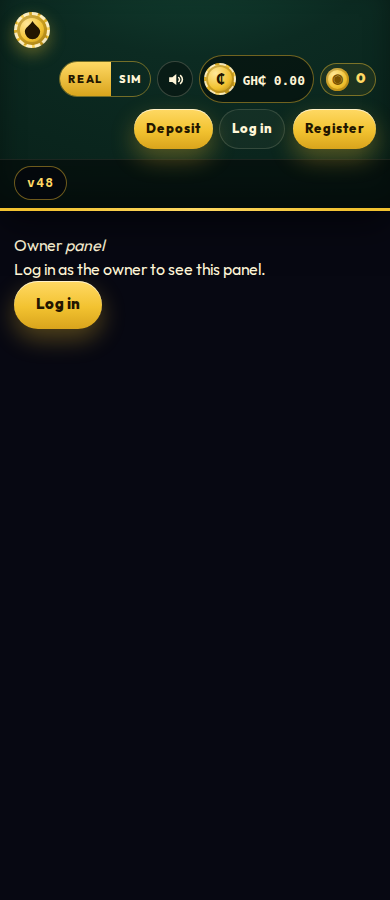 REAL SIM GH₵ 0.00 0
Deposit Log in Register
v48
Owner panel
Log in as the owner to see this panel.
Log in